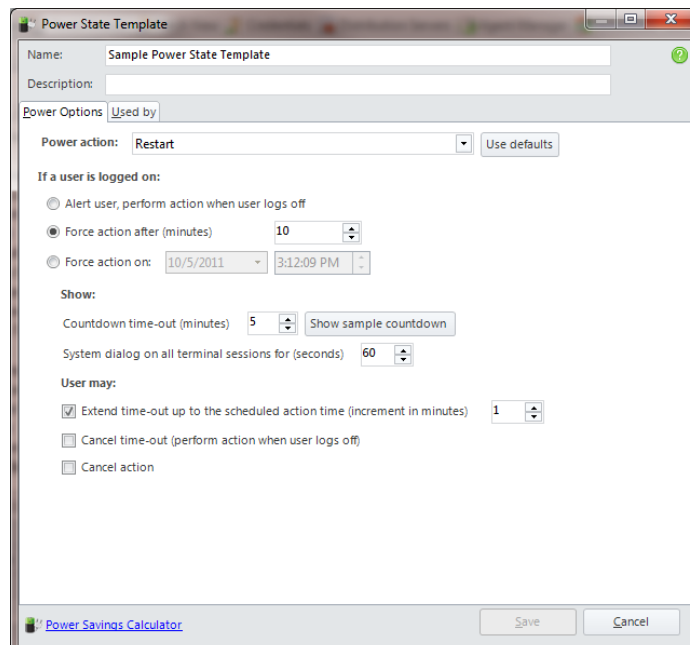 Power State Template
Name: Sample Power State Template
Description:
Power Options Used by
Power action: Restart Use defaults
If a user is logged on:
Alert user, perform action when user logs off
Force action after (minutes) 10
Force action on: 10/5/2011 3:12:09 PM
Show:
Countdown time-out (minutes) 5 Show sample countdown
System dialog on all terminal sessions for (seconds) 60
User may:
Extend time-out up to the scheduled action time (increment in minutes) 1
Cancel time-out (perform action when user logs off)
Cancel action
Power Savings Calculator Save Cancel